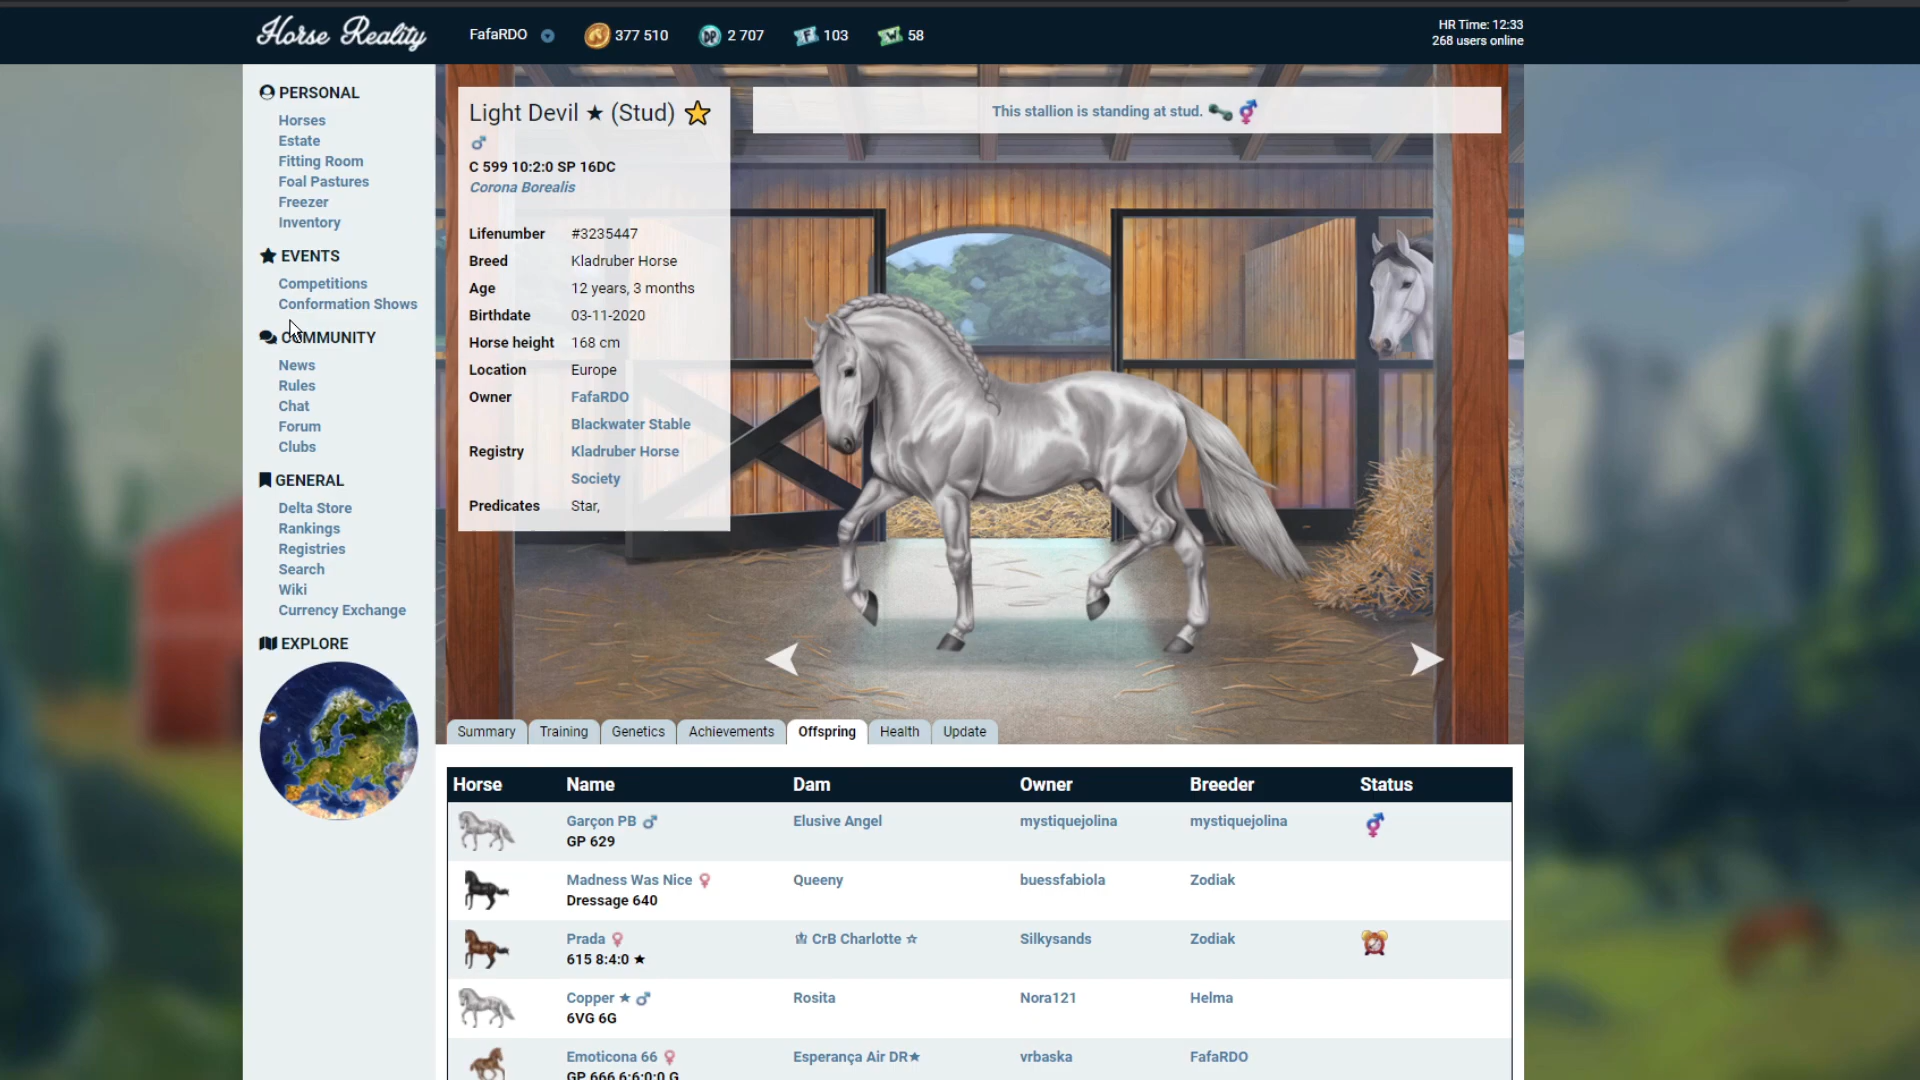 Horse Reality
FafaRDO
377 510
DP 2 707
F 103
W 58
HR Time: 12:33
268 users online
PERSONAL
Horses
Estate
Fitting Room
Foal Pastures
Freezer
Inventory
EVENTS
Competitions
Conformation Shows
COMMUNITY
News
Rules
Chat
Forum
Clubs
GENERAL
Delta Store
Rankings
Registries
Search
Wiki
Currency Exchange
EXPLORE
Light Devil ★ (Stud)
C 599 10:2:0 SP 16DC
Corona Borealis
Lifenumber #3235447
Breed Kladruber Horse
Age 12 years, 3 months
Birthdate 03-11-2020
Horse height 168 cm
Location Europe
Owner FafaRDO
Blackwater Stable
Registry Kladruber Horse
Society
Predicates Star,
This stallion is standing at stud.
Summary Training Genetics Achievements Offspring Health Update
Horse Name Dam Owner Breeder Status
Garçon PB ♂ Elusive Angel mystiquejolina mystiquejolina
GP 629
Madness Was Nice ♀ Queeny buessfabiola Zodiak
Dressage 640
Prada ♀ ♔ CrB Charlotte ☆ Silkysands Zodiak
615 8:4:0 ★
Copper ★ ♂ Rosita Nora121 Helma
6VG 6G
Emoticona 66 ♀ Esperança Air DR★ vrbaska FafaRDO
GP 666 6:6:0:0 G